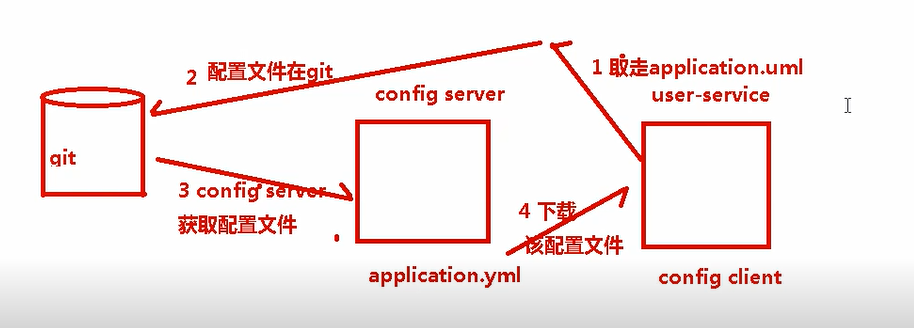 1 取走application.uml
2 配置文件在git
user-service
config server
git
3 config server
获取配置文件
4 下载
该配置文件
application.yml
config client